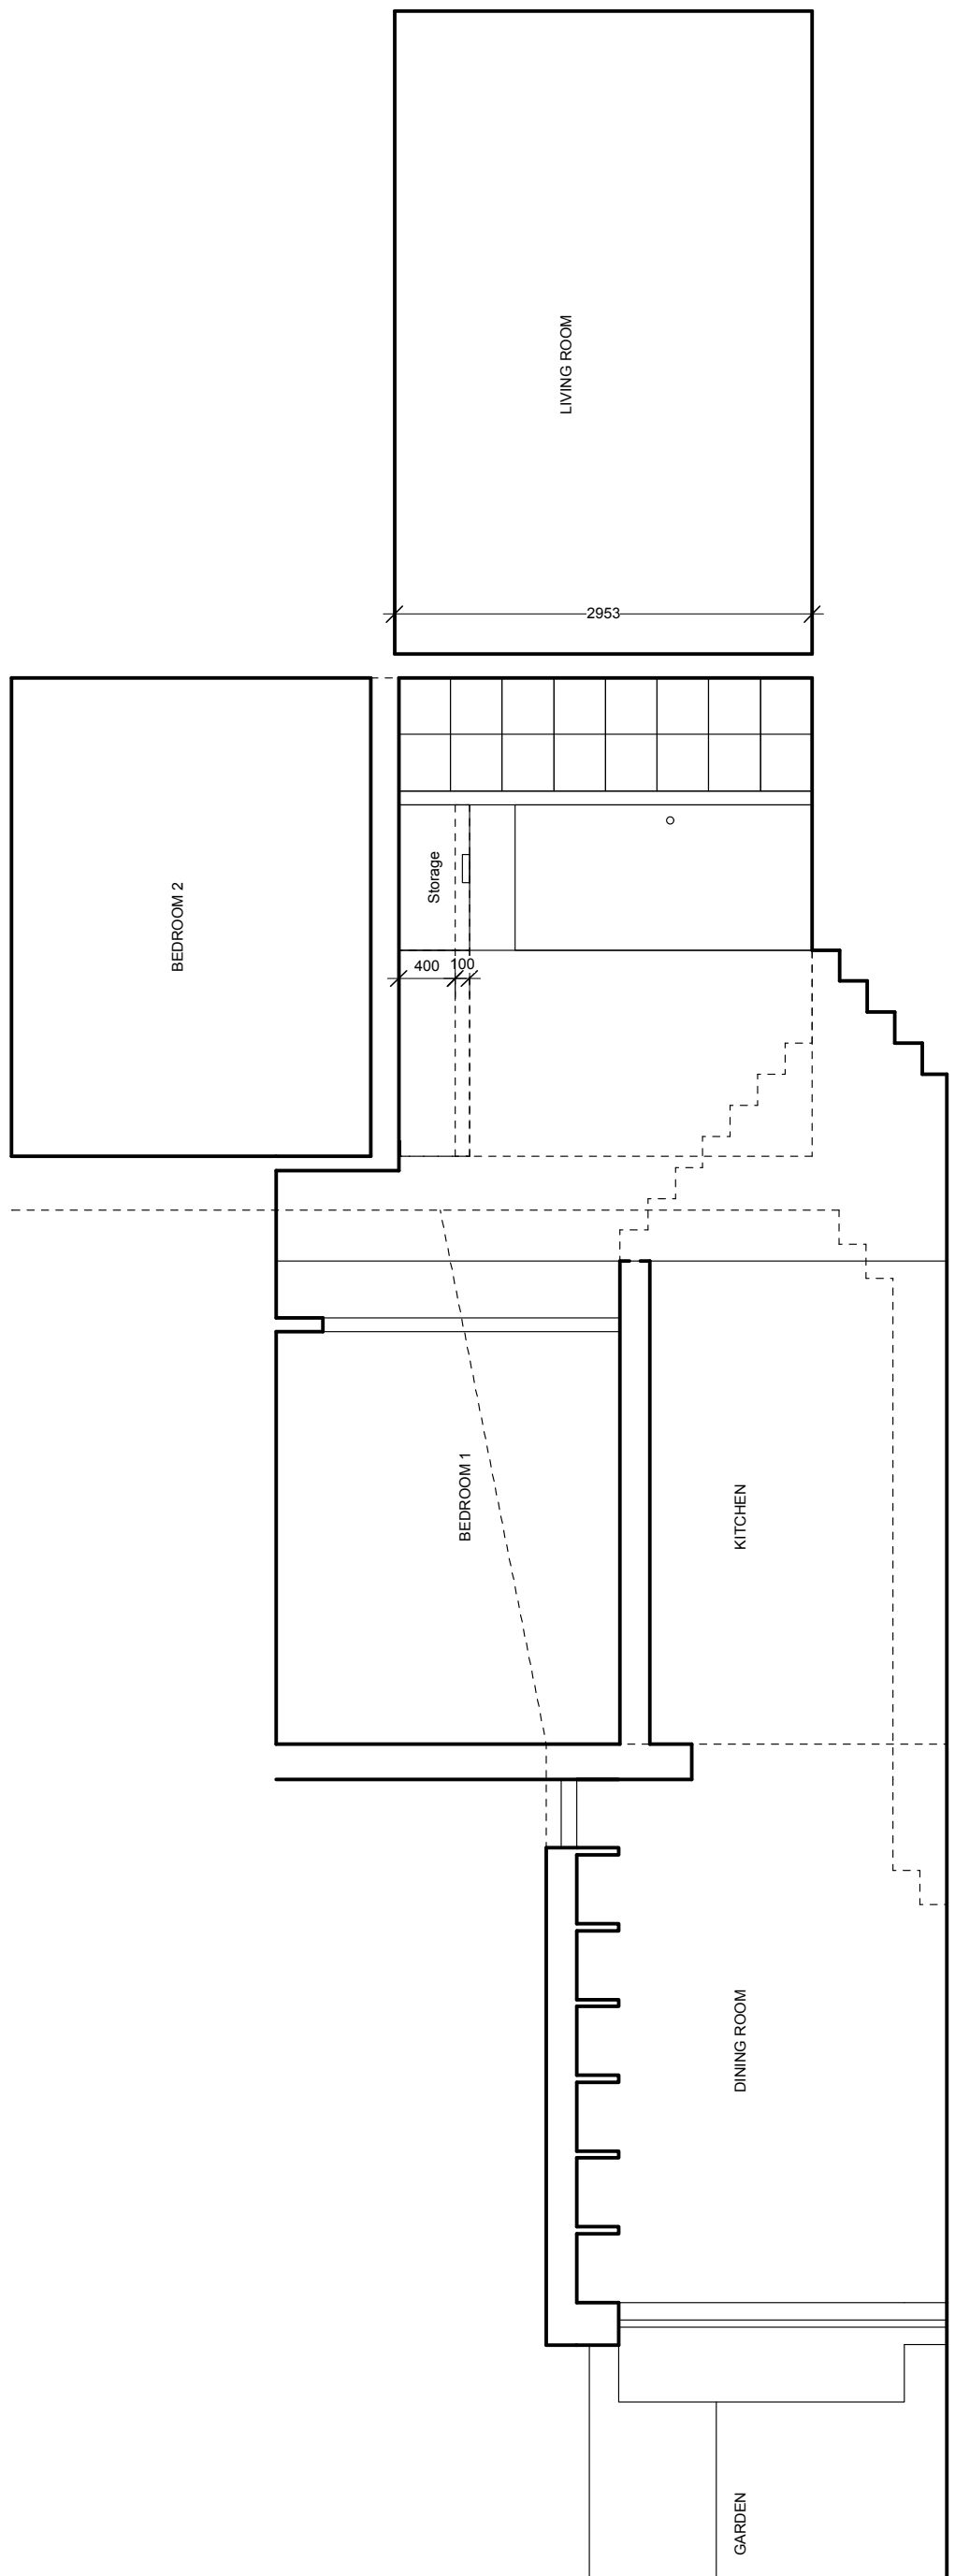 LIVING ROOM
2953
BEDROOM 2
Storage
400
100
BEDROOM 1
KITCHEN
DINING ROOM
GARDEN